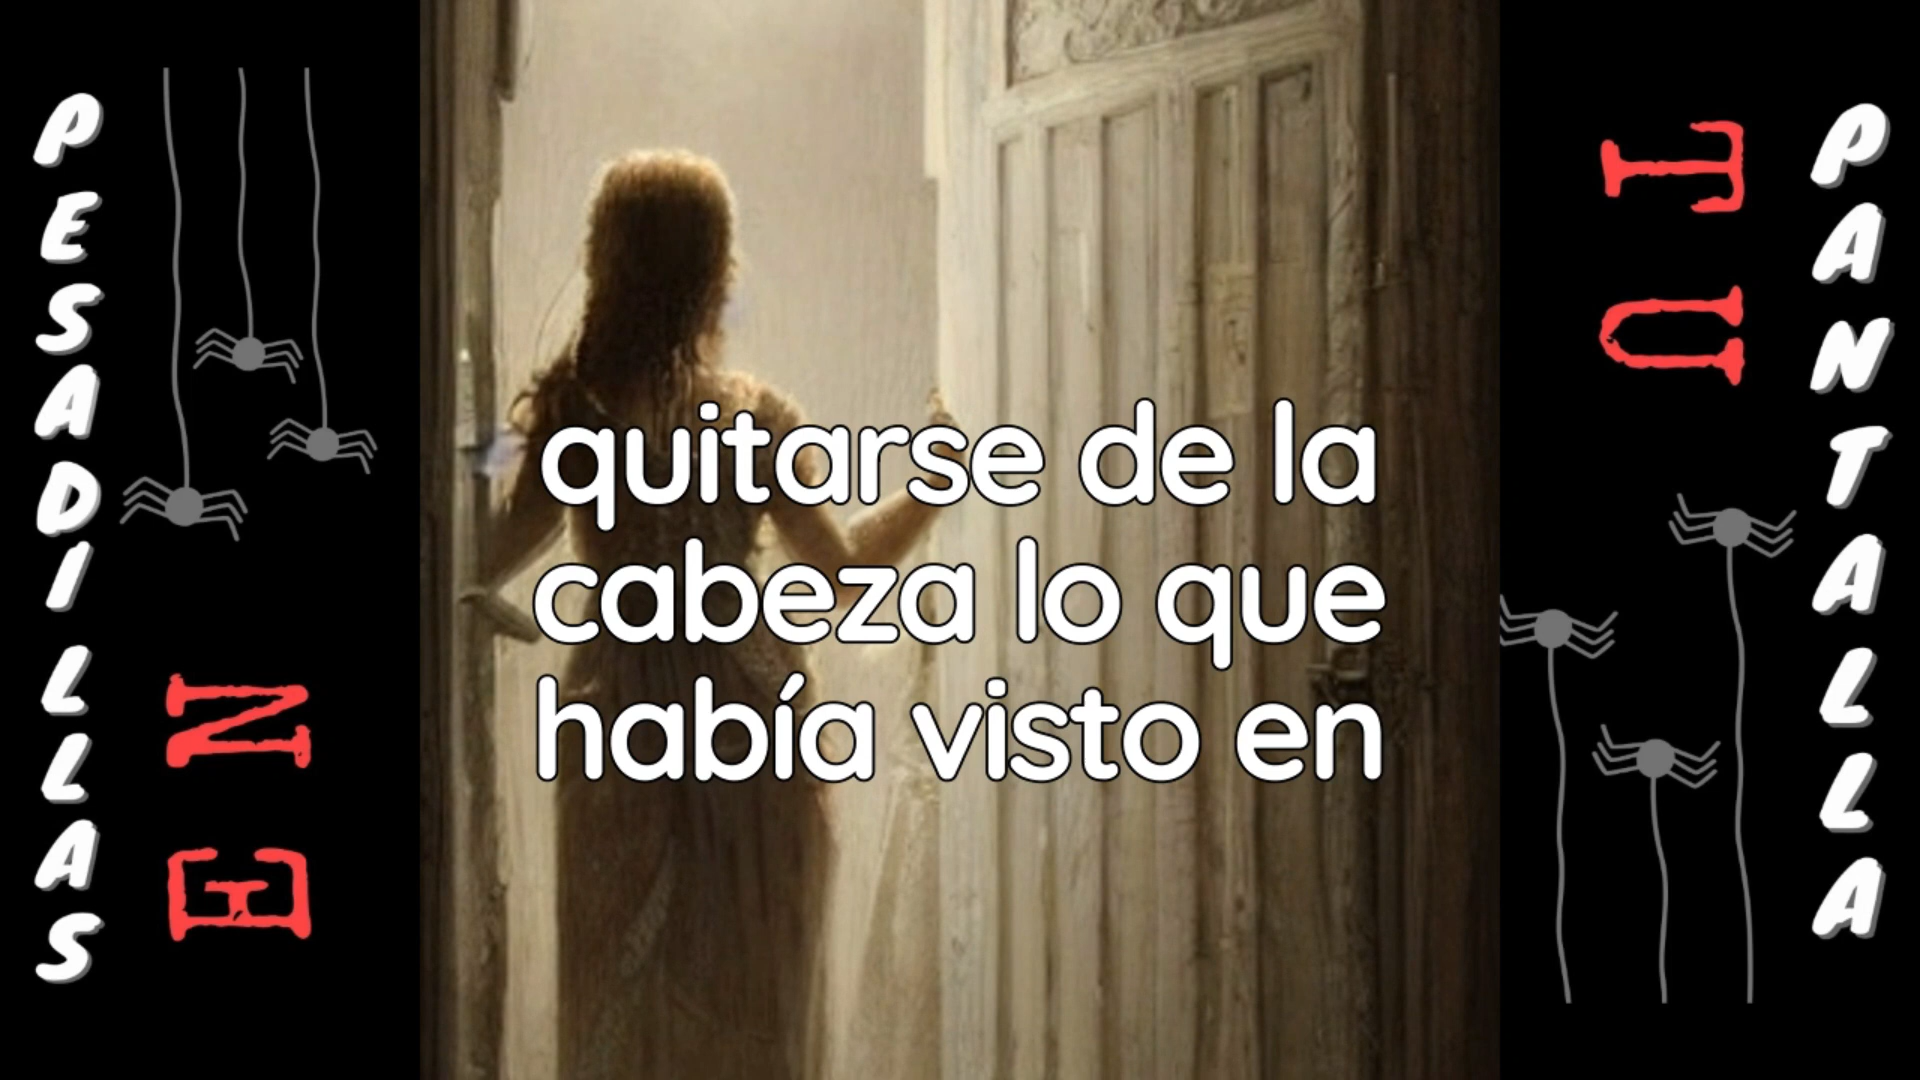 PESADILLAS
EN
quitarse de la
cabeza lo que
había visto en
TU
PANTALLA